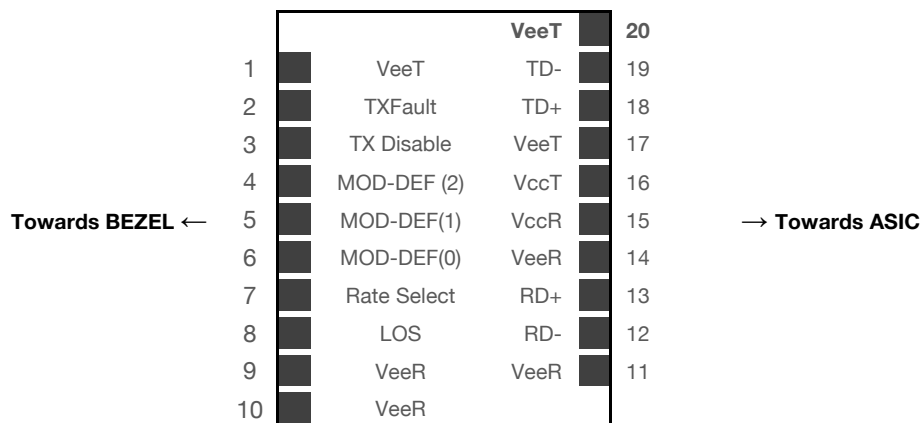 VeeT 20
1 VeeT TD- 19
2 TXFault TD+ 18
3 TX Disable VeeT 17
4 MOD-DEF (2) VccT 16
Towards BEZEL ← 5 MOD-DEF(1) VccR 15 → Towards ASIC
6 MOD-DEF(0) VeeR 14
7 Rate Select RD+ 13
8 LOS RD- 12
9 VeeR VeeR 11
10 VeeR